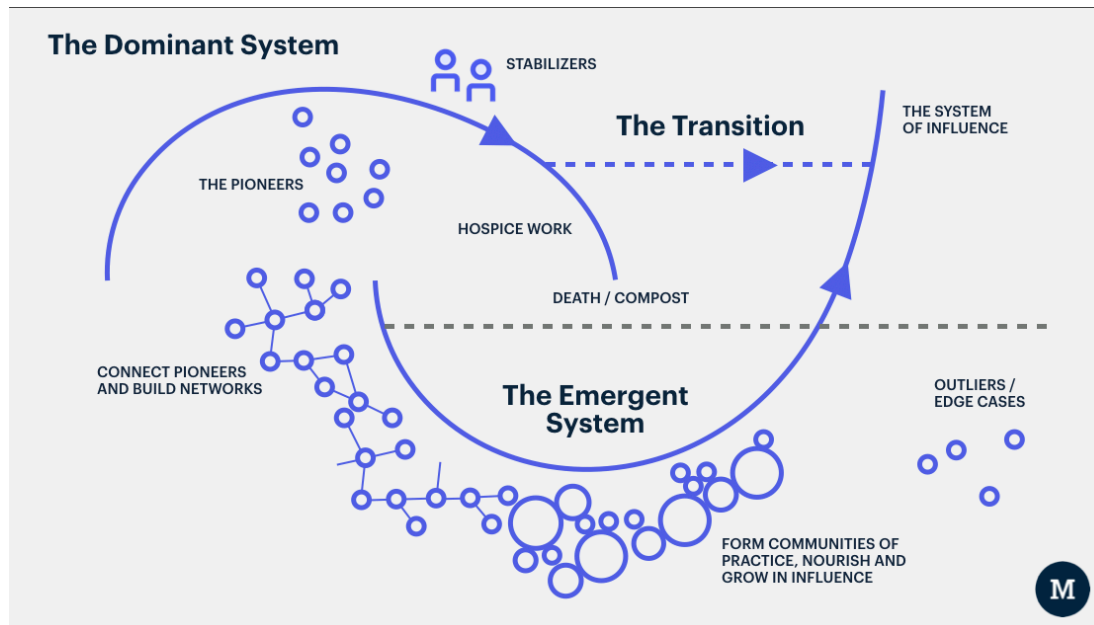 The Dominant System
STABILIZERS
The Transition
THE SYSTEM
OF INFLUENCE
THE PIONEERS
HOSPICE WORK
DEATH / COMPOST
CONNECT PIONEERS
AND BUILD NETWORKS
The Emergent
System
OUTLIERS /
EDGE CASES
FORM COMMUNITIES OF
PRACTICE, NOURISH AND
GROW IN INFLUENCE
M